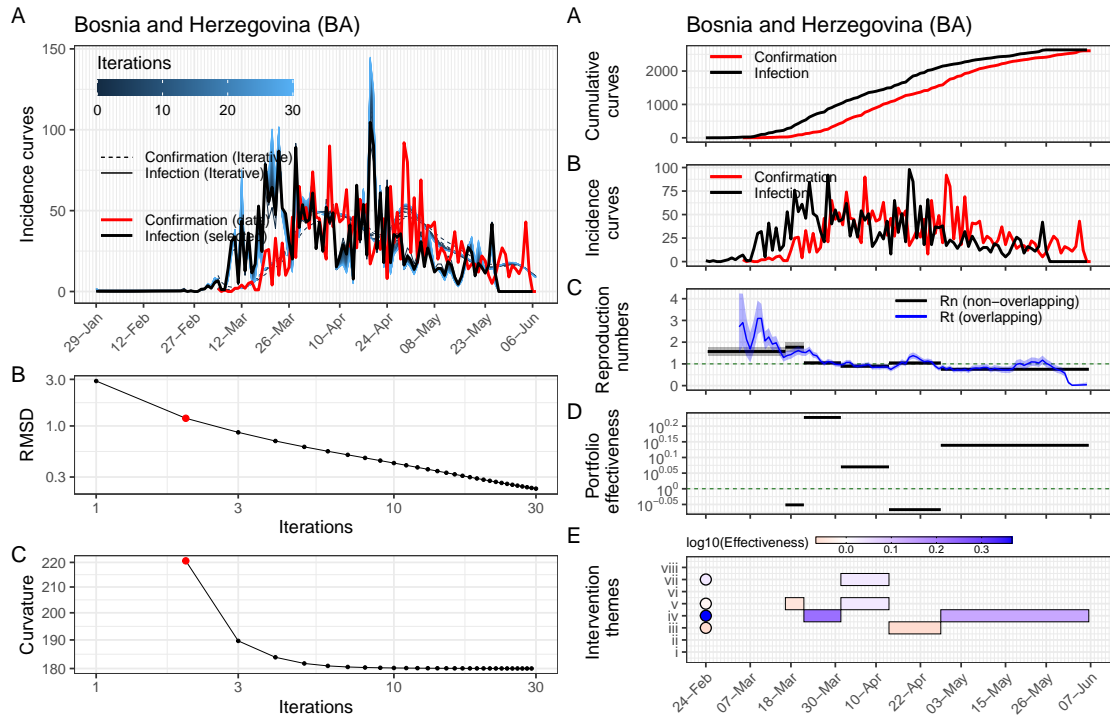 A
Bosnia and Herzegovina (BA)
Incidence curves
150
100
50
0
Iterations
0 10 20 30
Confirmation (Iterative)
Infection (Iterative)
Confirmation (data)
Infection (selected)
29−Jan 12−Feb 27−Feb 12−Mar 26−Mar 10−Apr 24−Apr 08−May 23−May 06−Jun
B
RMSD
3.0
1.0
0.3
1 3 10 30
Iterations
C
Curvature
220
210
200
190
180
1 3 10 30
Iterations
A
Bosnia and Herzegovina (BA)
Cumulative
curves
2000
1000
0
Confirmation
Infection
B
Incidence
curves
100
75
50
25
0
Confirmation
Infection
C
Reproduction
numbers
4
3
2
1
0
Rn (non−overlapping)
Rt (overlapping)
D
Portfolio
effectiveness
10^0.2
10^0.15
10^0.1
10^0.05
10^0
10^−0.05
E
log10(Effectiveness)
0.0 0.1 0.2 0.3
Intervention
themes
viii
vii
vi
v
iv
iii
ii
i
24−Feb 07−Mar 18−Mar 30−Mar 10−Apr 22−Apr 03−May 15−May 26−May 07−Jun